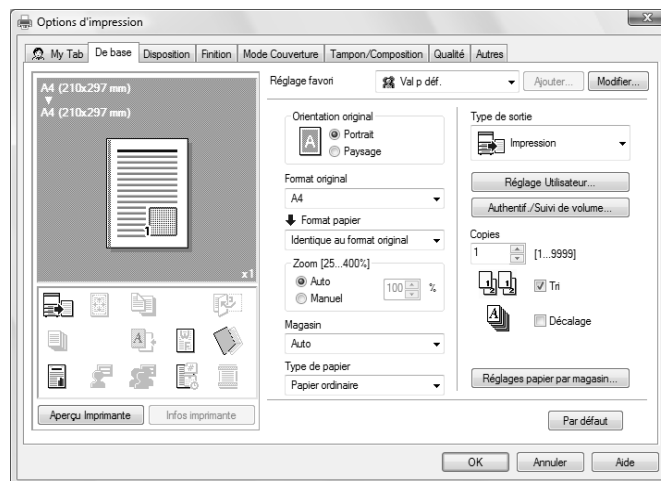 Options d'impression
My Tab De base Disposition Finition Mode Couverture Tampon/Composition Qualité Autres
A4 (210x297 mm)
A4 (210x297 mm)
1
x1
Aperçu Imprimante Infos imprimante
Réglage favori Val p déf. Ajouter... Modifier...
Orientation original
A
Portrait
Paysage
Format original
A4
Format papier
Identique au format original
Zoom [25...400%]
Auto
Manuel
100 %
Magasin
Auto
Type de papier
Papier ordinaire
Type de sortie
Impression
Réglage Utilisateur...
Authentif./Suivi de volume...
Copies
1 [1...9999]
Tri
Décalage
Réglages papier par magasin...
Par défaut
OK Annuler Aide